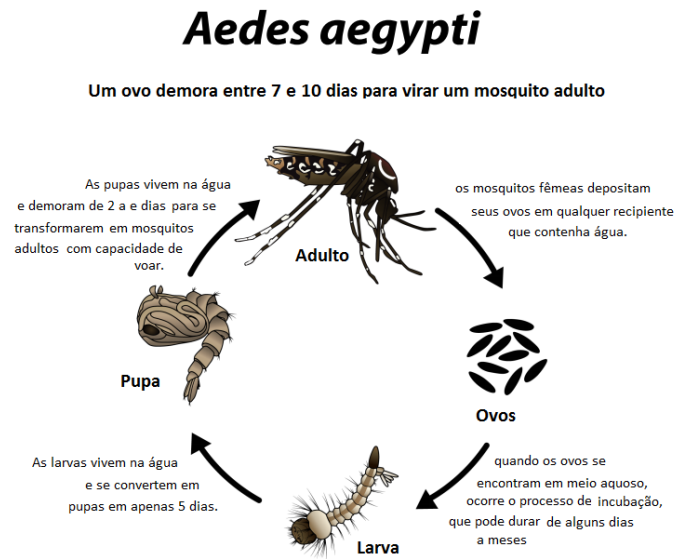 Aedes aegypti
Um ovo demora entre 7 e 10 dias para virar um mosquito adulto
As pupas vivem na água
e demoram de 2 a e dias para se
transformarem em mosquitos
adultos com capacidade de
voar.
Adulto
os mosquitos fêmeas depositam
seus ovos em qualquer recipiente
que contenha água.
Pupa
Ovos
As larvas vivem na água
e se convertem em
pupas em apenas 5 dias.
quando os ovos se
encontram em meio aquoso,
ocorre o processo de incubação,
que pode durar de alguns dias
a meses
Larva